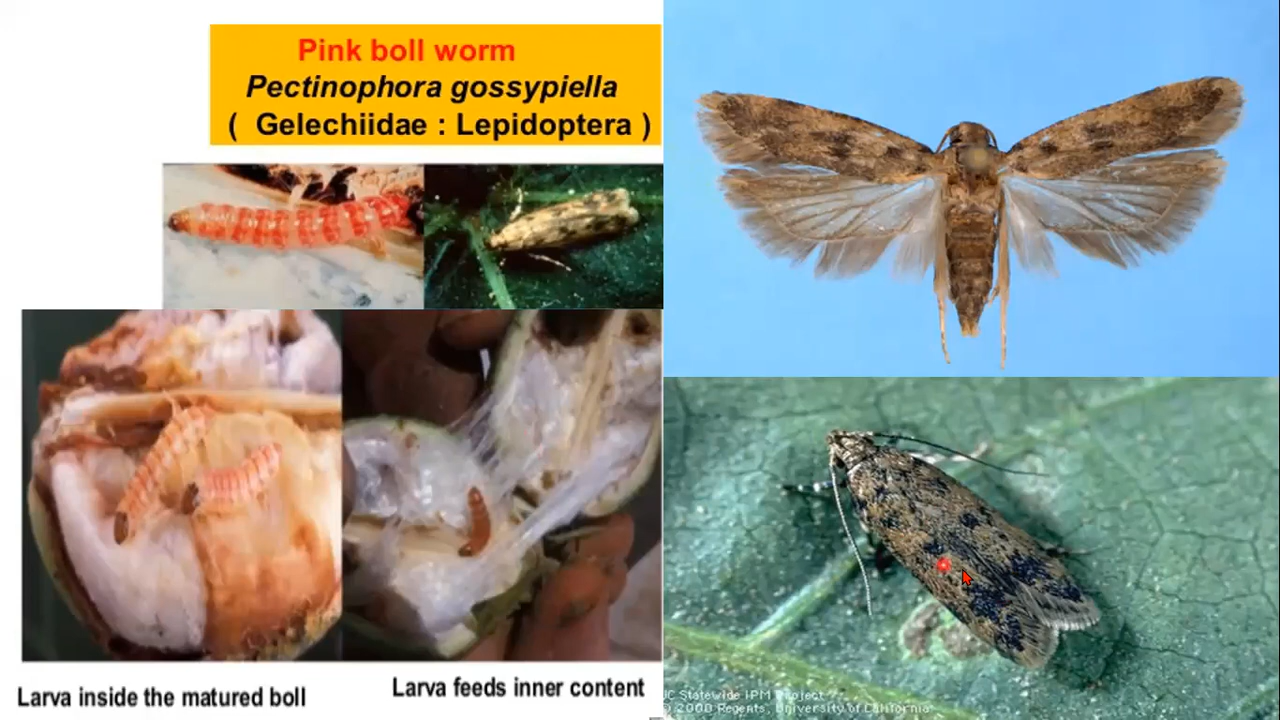 Pink boll worm
Pectinophora gossypiella
( Gelechiidae : Lepidoptera )
Larva inside the matured boll
Larva feeds inner content
UC Statewide IPM Project
© 2000 Regents, University of California